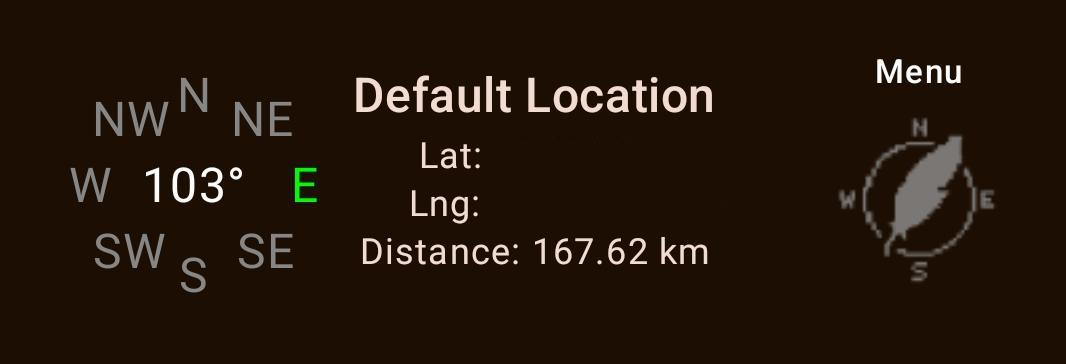 N
NW NE
W 103° E
SW SE
S
Default Location
Lat:
Lng:
Distance: 167.62 km
Menu
N
W E
S